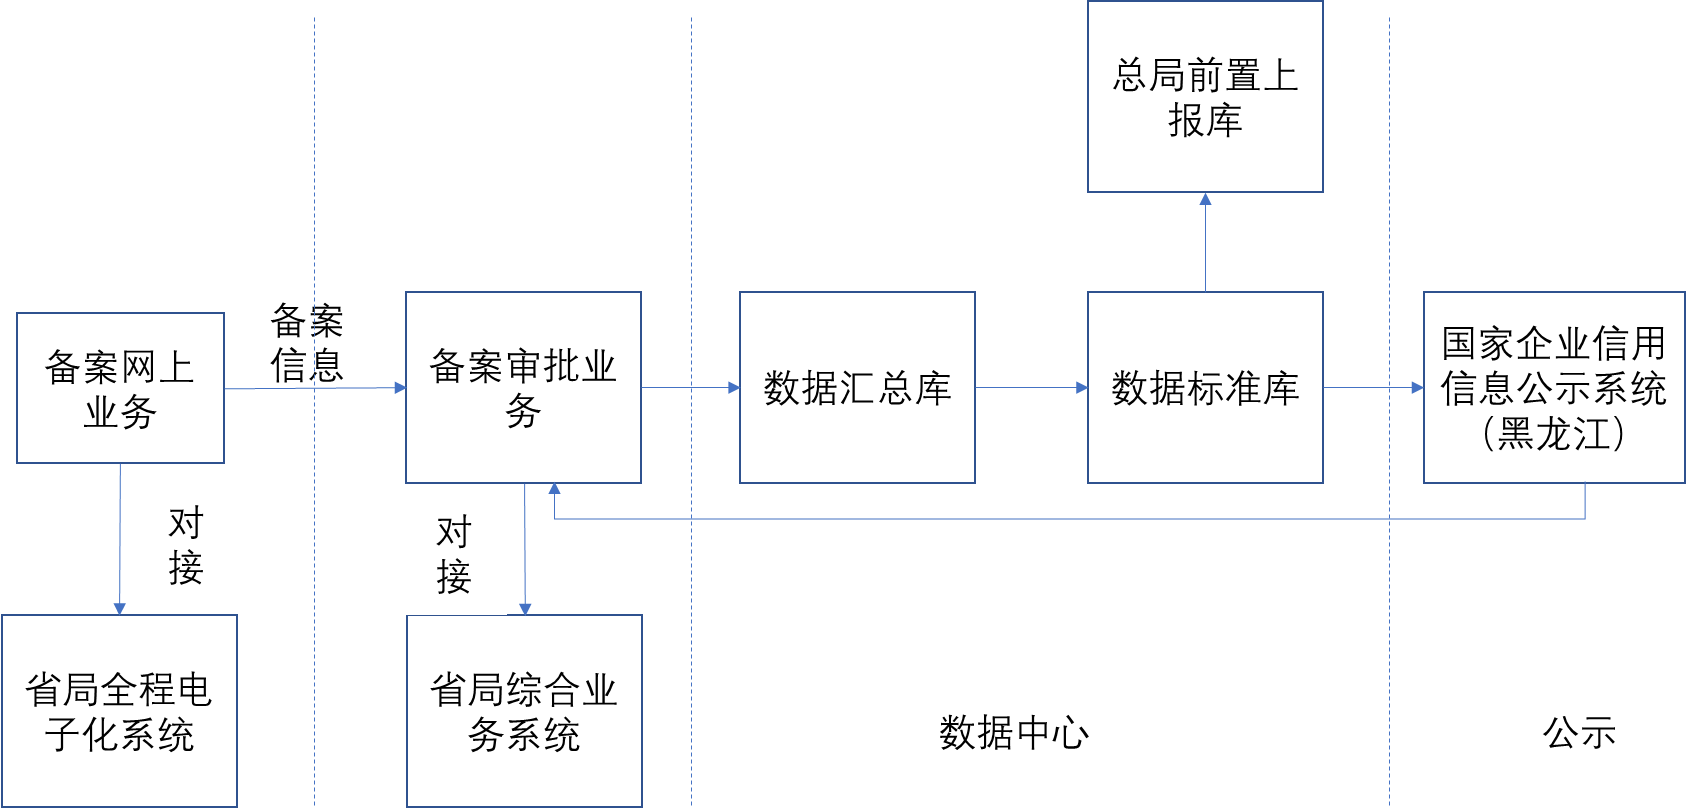 总局前置上
报库
备案网上
业务
备案
信息
备案审批业
务
数据汇总库
数据标准库
国家企业信用
信息公示系统
（黑龙江）
对
接
对
接
省局全程电
子化系统
省局综合业
务系统
数据中心
公示